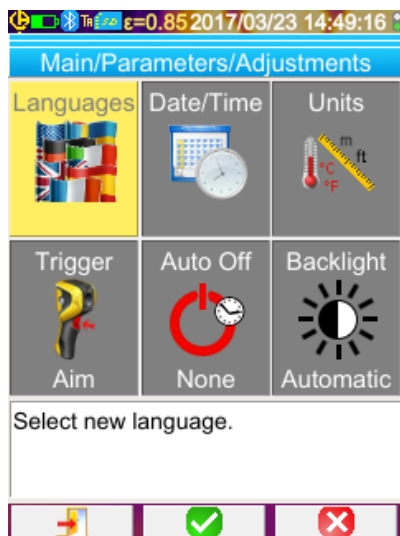 ε=0.85 2017/03/23 14:49:16
Main/Parameters/Adjustments
Languages Date/Time Units
m
ft
°C
°F
Trigger Auto Off Backlight
Aim None Automatic
Select new language.